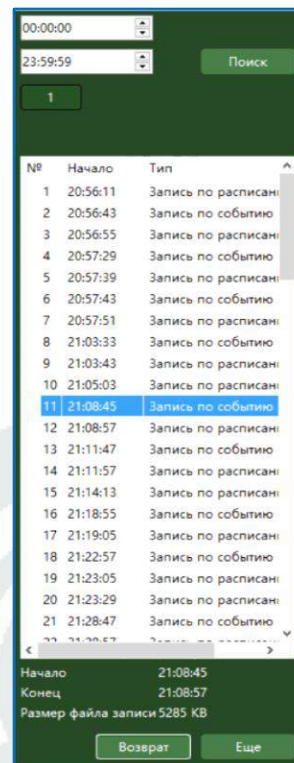 00:00:00
23:59:59 Поиск
1
№ Начало Тип
1 20:56:11 Запись по расписани
2 20:56:43 Запись по событию
3 20:56:55 Запись по расписани
4 20:57:29 Запись по событию
5 20:57:39 Запись по расписани
6 20:57:43 Запись по событию
7 20:57:51 Запись по расписани
8 21:03:33 Запись по событию
9 21:03:43 Запись по расписани
10 21:05:03 Запись по расписани
11 21:08:45 Запись по событию
12 21:08:57 Запись по расписани
13 21:11:47 Запись по событию
14 21:11:57 Запись по расписани
15 21:14:13 Запись по расписани
16 21:18:55 Запись по событию
17 21:19:05 Запись по расписани
18 21:22:57 Запись по событию
19 21:23:05 Запись по расписани
20 21:23:29 Запись по расписани
21 21:28:47 Запись по событию
Начало 21:08:45
Конец 21:08:57
Размер файла записи 5285 KB
Возврат Еще